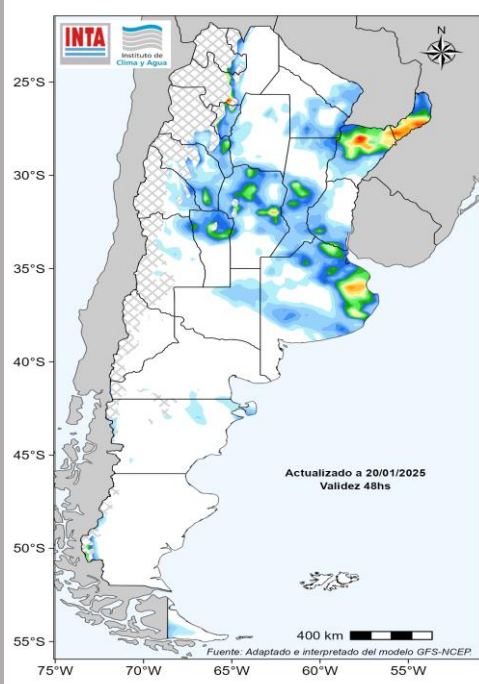 INTA
Instituto de
Clima y Agua
N
25°S
30°S
35°S
40°S
45°S
50°S
55°S
Actualizado a 20/01/2025
Validez 48hs
400 km
Fuente: Adaptado e interpretado del modelo GFS-NCEP.
75°W 70°W 65°W 60°W 55°W